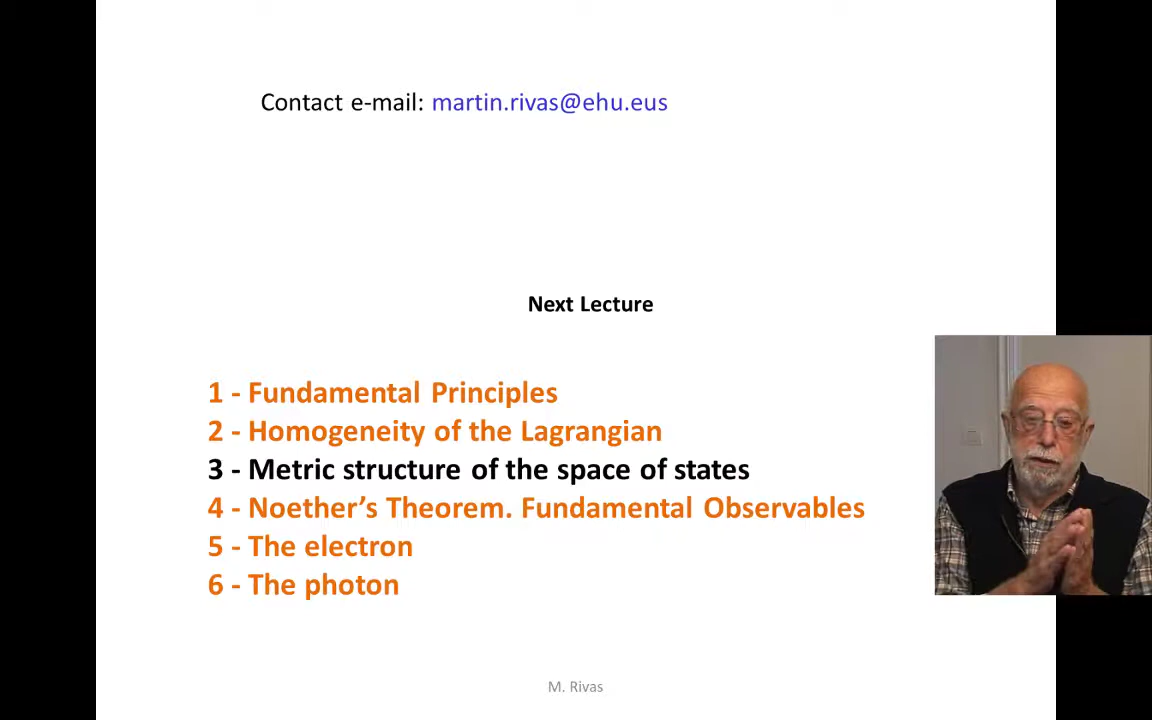 Contact e-mail: martin.rivas@ehu.eus
Next Lecture
1 - Fundamental Principles
2 - Homogeneity of the Lagrangian
3 - Metric structure of the space of states
4 - Noether’s Theorem. Fundamental Observables
5 - The electron
6 - The photon
M. Rivas